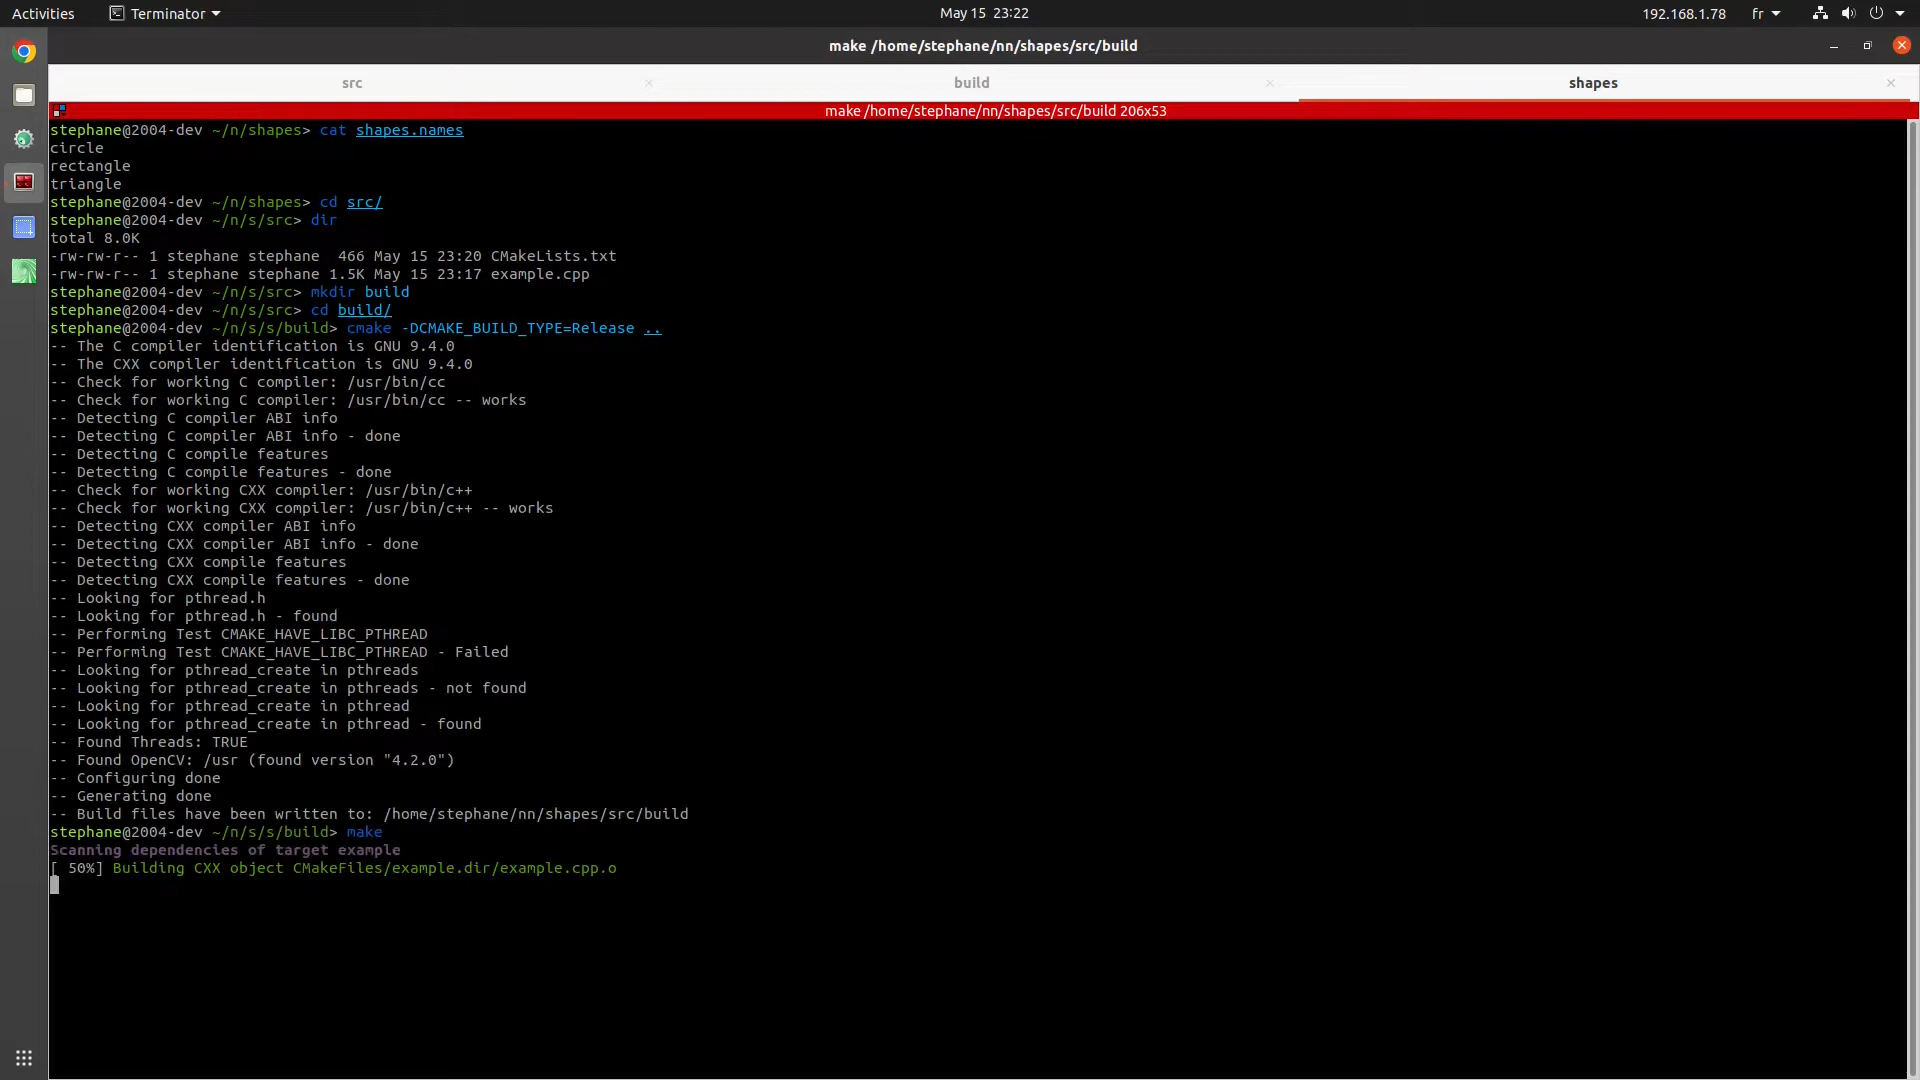 Activities Terminator May 15 23:22 192.168.1.78 fr
make /home/stephane/nn/shapes/src/build
src build shapes
make /home/stephane/nn/shapes/src/build 206x53
stephane@2004-dev ~/n/shapes> cat shapes.names
circle
rectangle
triangle
stephane@2004-dev ~/n/shapes> cd src/
stephane@2004-dev ~/n/s/src> dir
total 8.0K
-rw-rw-r-- 1 stephane stephane  466 May 15 23:20 CMakeLists.txt
-rw-rw-r-- 1 stephane stephane 1.5K May 15 23:17 example.cpp
stephane@2004-dev ~/n/s/src> mkdir build
stephane@2004-dev ~/n/s/src> cd build/
stephane@2004-dev ~/n/s/s/build> cmake -DCMAKE_BUILD_TYPE=Release ..
-- The C compiler identification is GNU 9.4.0
-- The CXX compiler identification is GNU 9.4.0
-- Check for working C compiler: /usr/bin/cc
-- Check for working C compiler: /usr/bin/cc -- works
-- Detecting C compiler ABI info
-- Detecting C compiler ABI info - done
-- Detecting C compile features
-- Detecting C compile features - done
-- Check for working CXX compiler: /usr/bin/c++
-- Check for working CXX compiler: /usr/bin/c++ -- works
-- Detecting CXX compiler ABI info
-- Detecting CXX compiler ABI info - done
-- Detecting CXX compile features
-- Detecting CXX compile features - done
-- Looking for pthread.h
-- Looking for pthread.h - found
-- Performing Test CMAKE_HAVE_LIBC_PTHREAD
-- Performing Test CMAKE_HAVE_LIBC_PTHREAD - Failed
-- Looking for pthread_create in pthreads
-- Looking for pthread_create in pthreads - not found
-- Looking for pthread_create in pthread
-- Looking for pthread_create in pthread - found
-- Found Threads: TRUE
-- Found OpenCV: /usr (found version "4.2.0")
-- Configuring done
-- Generating done
-- Build files have been written to: /home/stephane/nn/shapes/src/build
stephane@2004-dev ~/n/s/s/build> make
Scanning dependencies of target example
[ 50%] Building CXX object CMakeFiles/example.dir/example.cpp.o